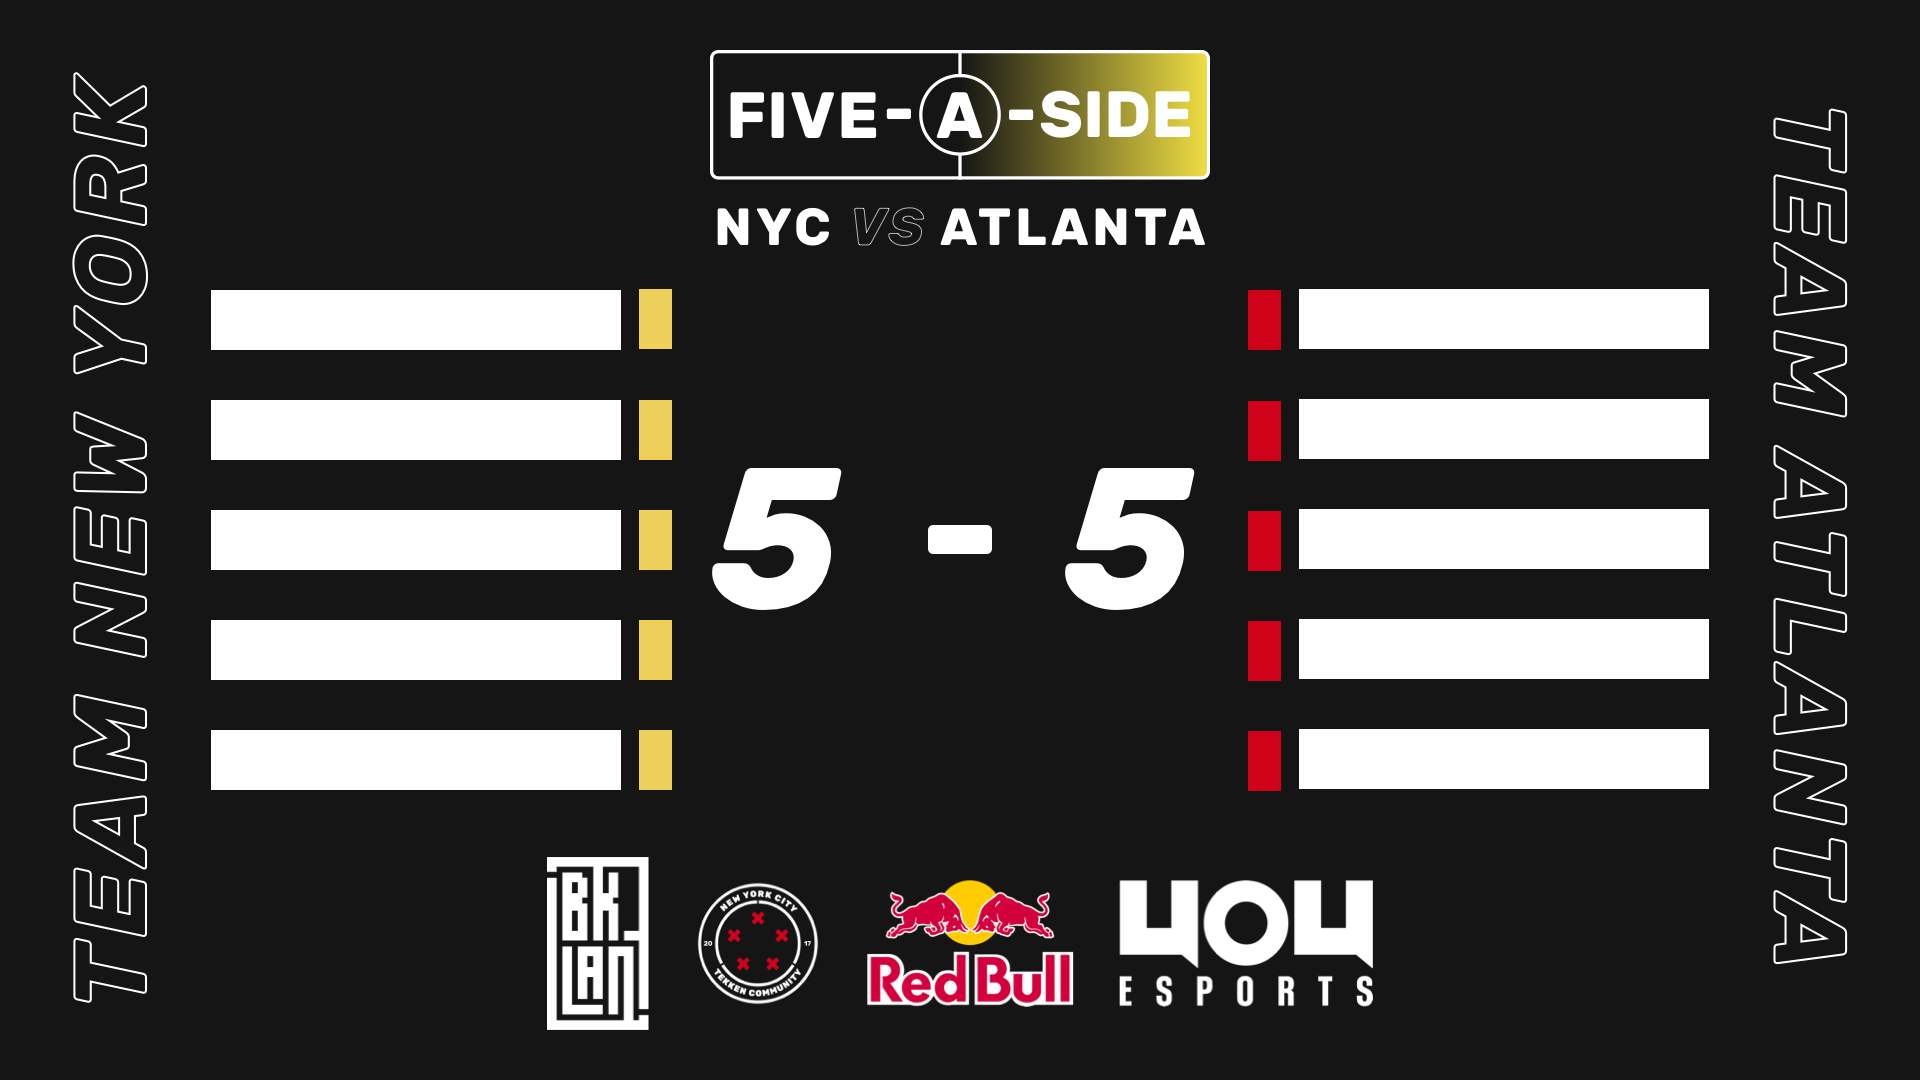 FIVE-A-SIDE
NYC VS ATLANTA
TEAM NEW YORK
5 - 5
TEAM ATLANTA
BK
LAN
NEW YORK CITY
20 17
TEKKEN COMMUNITY
Red Bull
404
ESPORTS